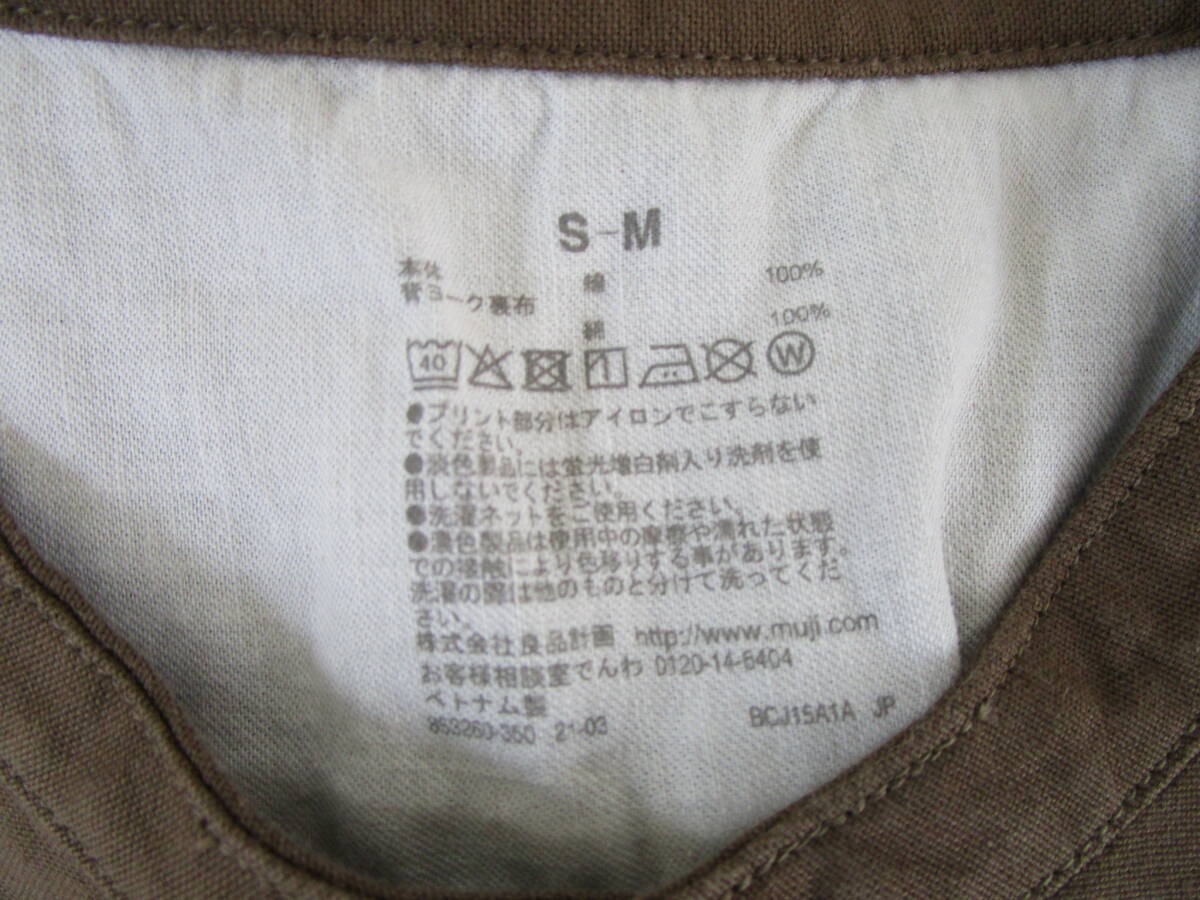 S-M
本体 綿 100%
背ヨーク裏布 綿 100%
40 W
●プリント部分はアイロンでこすらない
でください。
●淡色製品には蛍光増白剤入り洗剤を使
用しないでください。
●洗濯ネットをご使用ください。
●濃色製品は使用中の摩擦や濡れた状態
での接触により色移りする事があります。
洗濯の際は他のものと分けて洗ってくだ
さい。
株式会社良品計画 http://www.muji.com
お客様相談室でんわ 0120-14-6404
ベトナム製
853260-350 21-03 BCJ15A1A JP